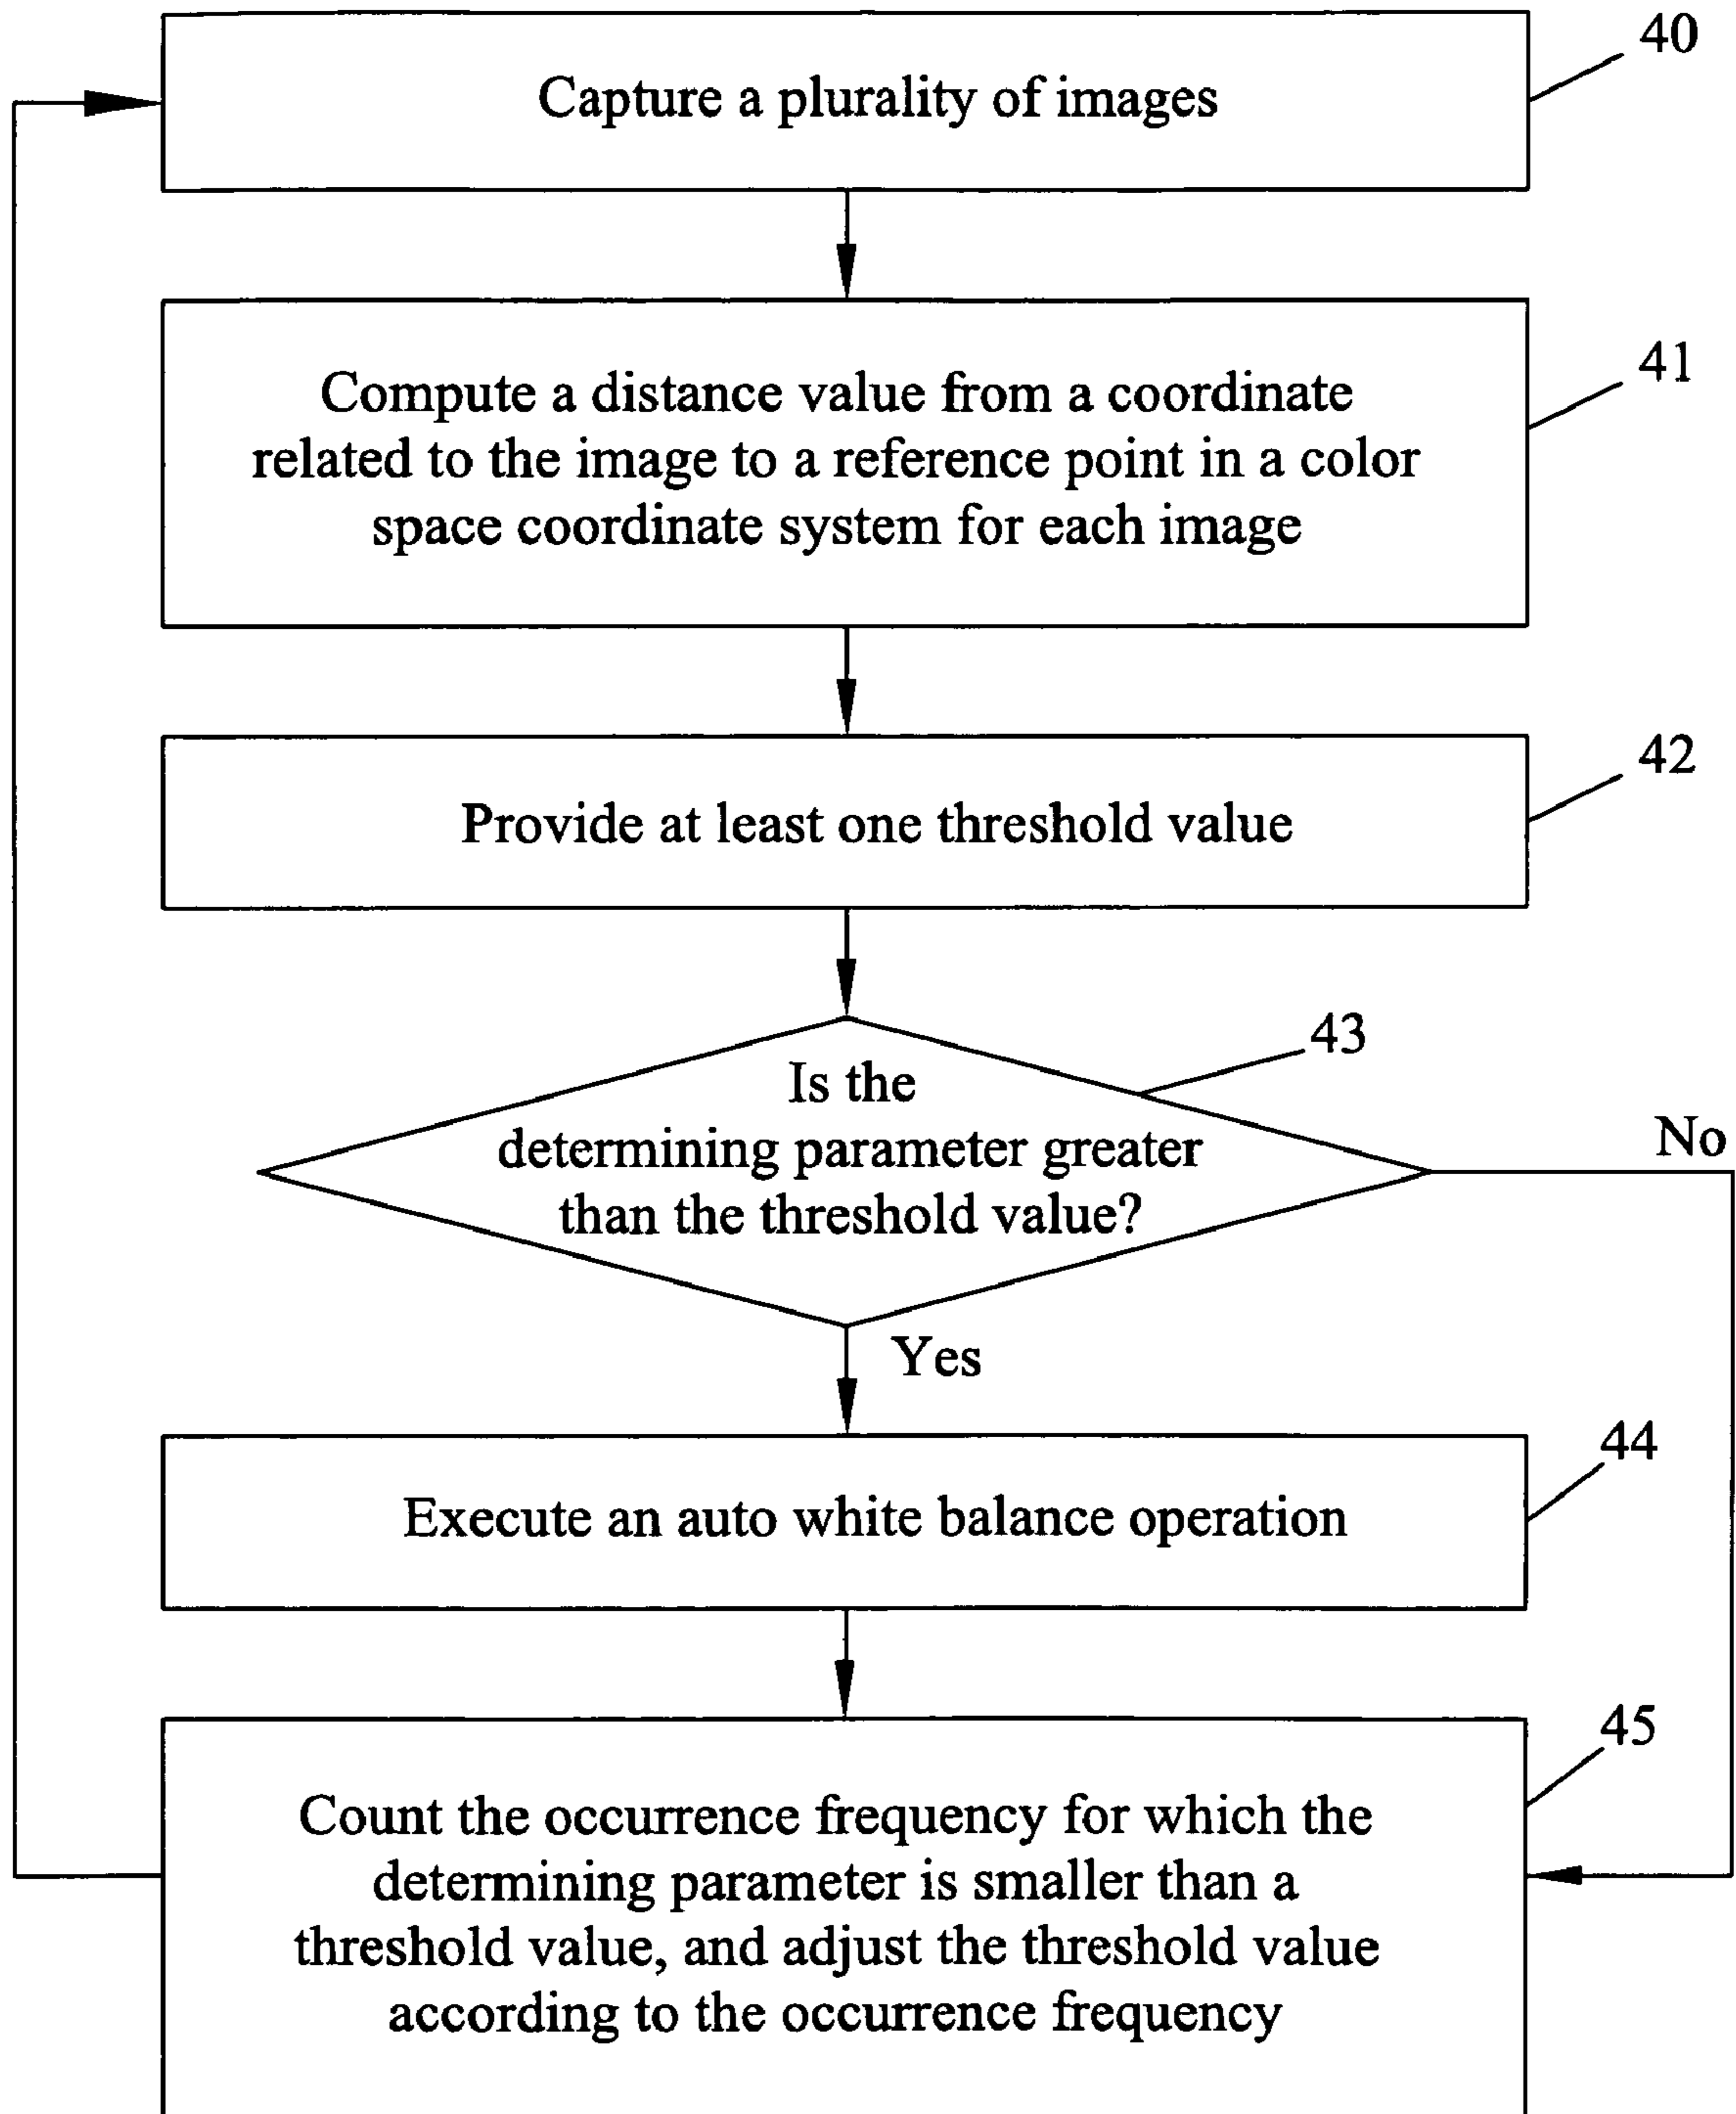 40
Capture a plurality of images
41
Compute a distance value from a coordinate
related to the image to a reference point in a color
space coordinate system for each image
42
Provide at least one threshold value
43
Is the
determining parameter greater
than the threshold value?
No
Yes
44
Execute an auto white balance operation
45
Count the occurrence frequency for which the
determining parameter is smaller than a
threshold value, and adjust the threshold value
according to the occurrence frequency